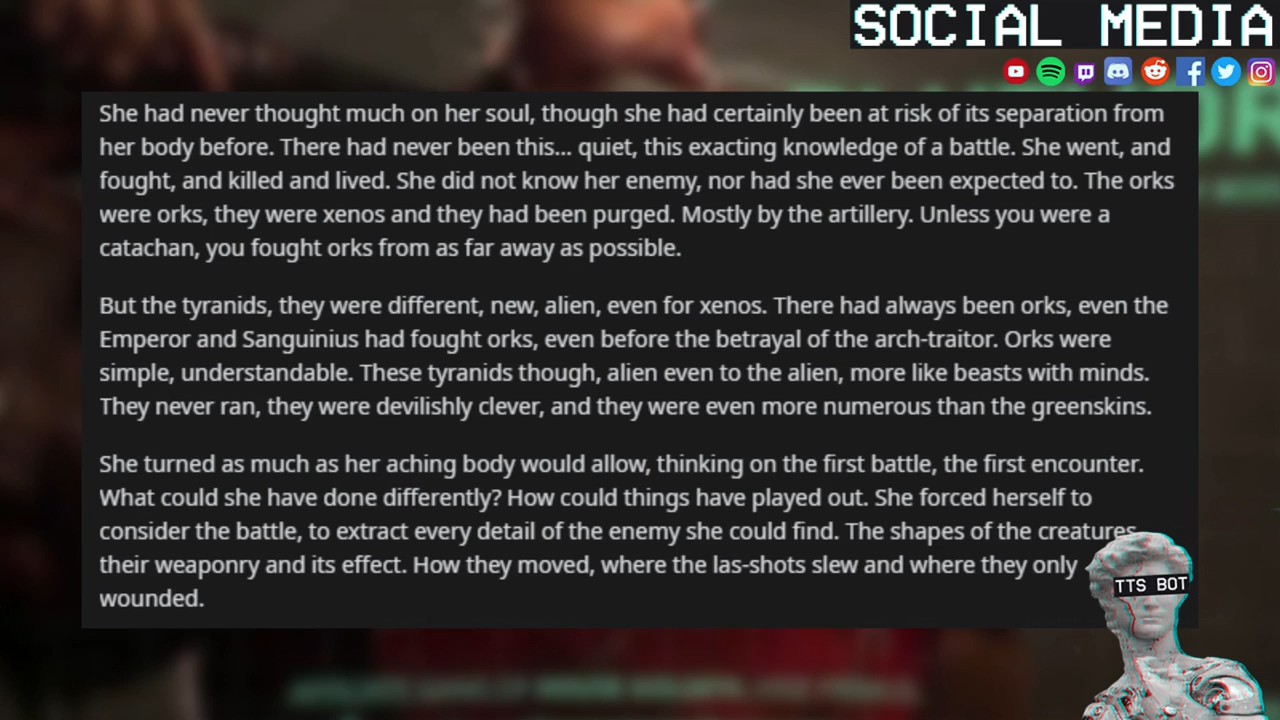 SOCIAL MEDIA
She had never thought much on her soul, though she had certainly been at risk of its separation from
her body before. There had never been this... quiet, this exacting knowledge of a battle. She went, and
fought, and killed and lived. She did not know her enemy, nor had she ever been expected to. The orks
were orks, they were xenos and they had been purged. Mostly by the artillery. Unless you were a
catachan, you fought orks from as far away as possible.
But the tyranids, they were different, new, alien, even for xenos. There had always been orks, even the
Emperor and Sanguinius had fought orks, even before the betrayal of the arch-traitor. Orks were
simple, understandable. These tyranids though, alien even to the alien, more like beasts with minds.
They never ran, they were devilishly clever, and they were even more numerous than the greenskins.
She turned as much as her aching body would allow, thinking on the first battle, the first encounter.
What could she have done differently? How could things have played out. She forced herself to
consider the battle, to extract every detail of the enemy she could find. The shapes of the creatures
their weaponry and its effect. How they moved, where the las-shots slew and where they only
wounded.
TTS BOT